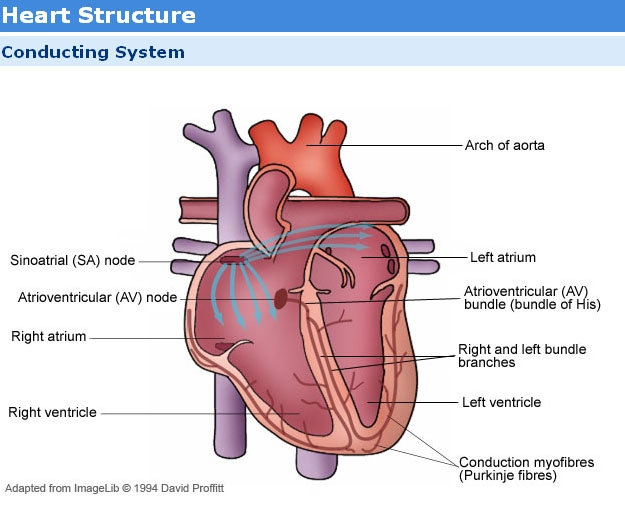 Heart Structure
Conducting System
Arch of aorta
Sinoatrial (SA) node
Left atrium
Atrioventricular (AV) node
Atrioventricular (AV)
bundle (bundle of His)
Right atrium
Right and left bundle
branches
Left ventricle
Right ventricle
Conduction myofibres
(Purkinje fibres)
Adapted from ImageLib © 1994 David Proffitt